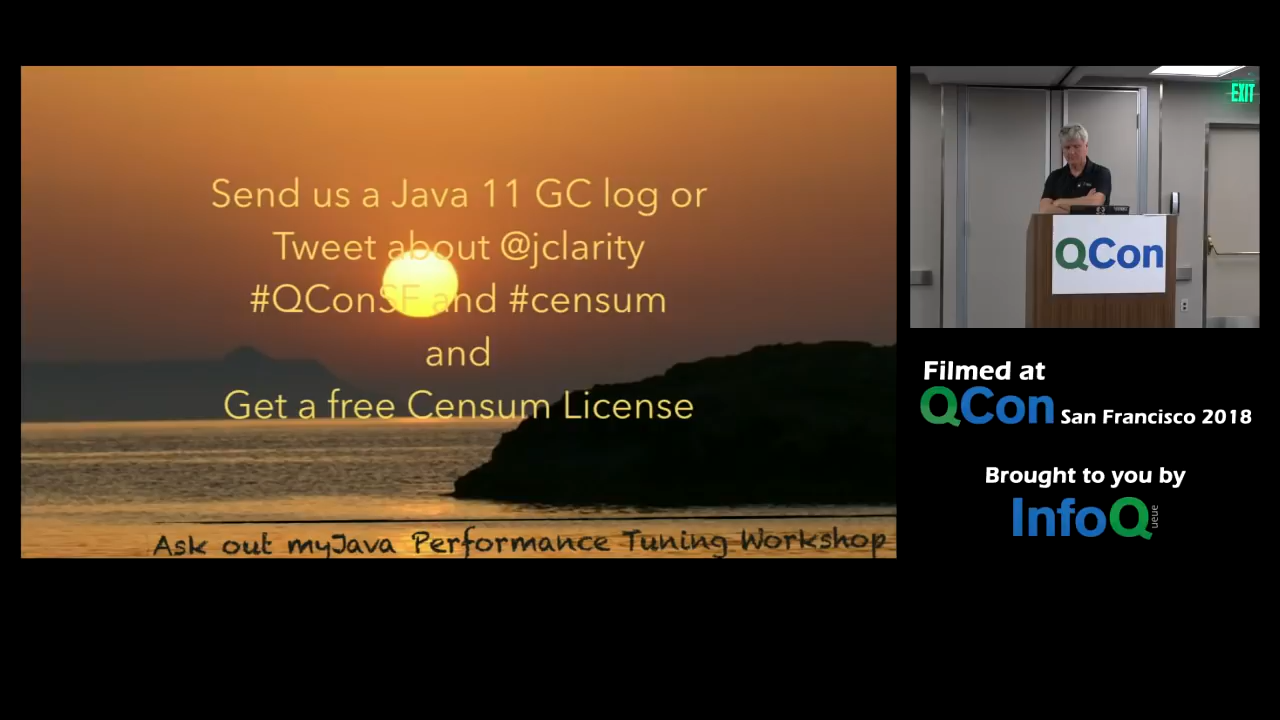 Send us a Java 11 GC log or
Tweet about @jclarity
#QConSF and #censum
and
Get a free Censum License
Ask out myJava Performance Tuning Workshop
EXIT
QCon
Filmed at
QCon San Francisco 2018
Brought to you by
InfoQueue